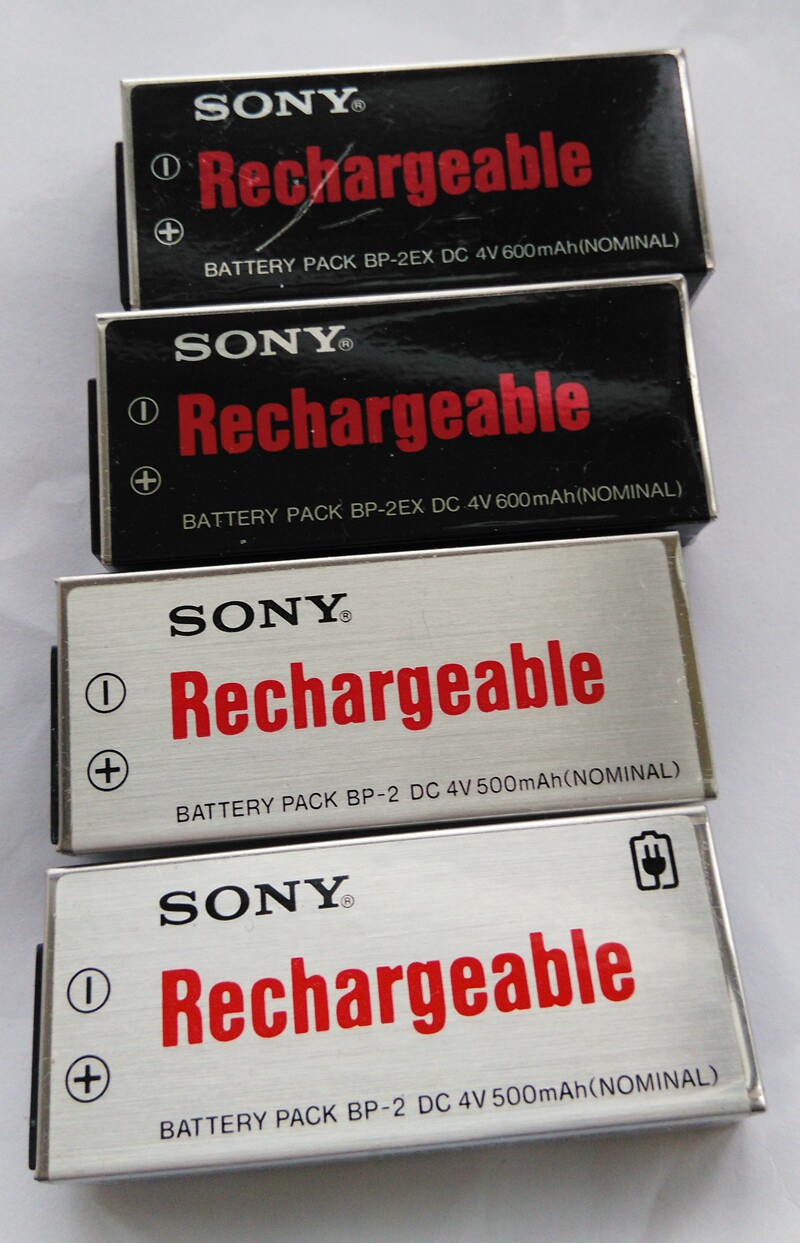 SONY®
Rechargeable
BATTERY PACK BP-2EX DC 4V 600mAh(NOMINAL)
SONY®
Rechargeable
BATTERY PACK BP-2EX DC 4V 600mAh(NOMINAL)
SONY®
Rechargeable
BATTERY PACK BP-2 DC 4V 500mAh(NOMINAL)
SONY®
Rechargeable
BATTERY PACK BP-2 DC 4V 500mAh(NOMINAL)